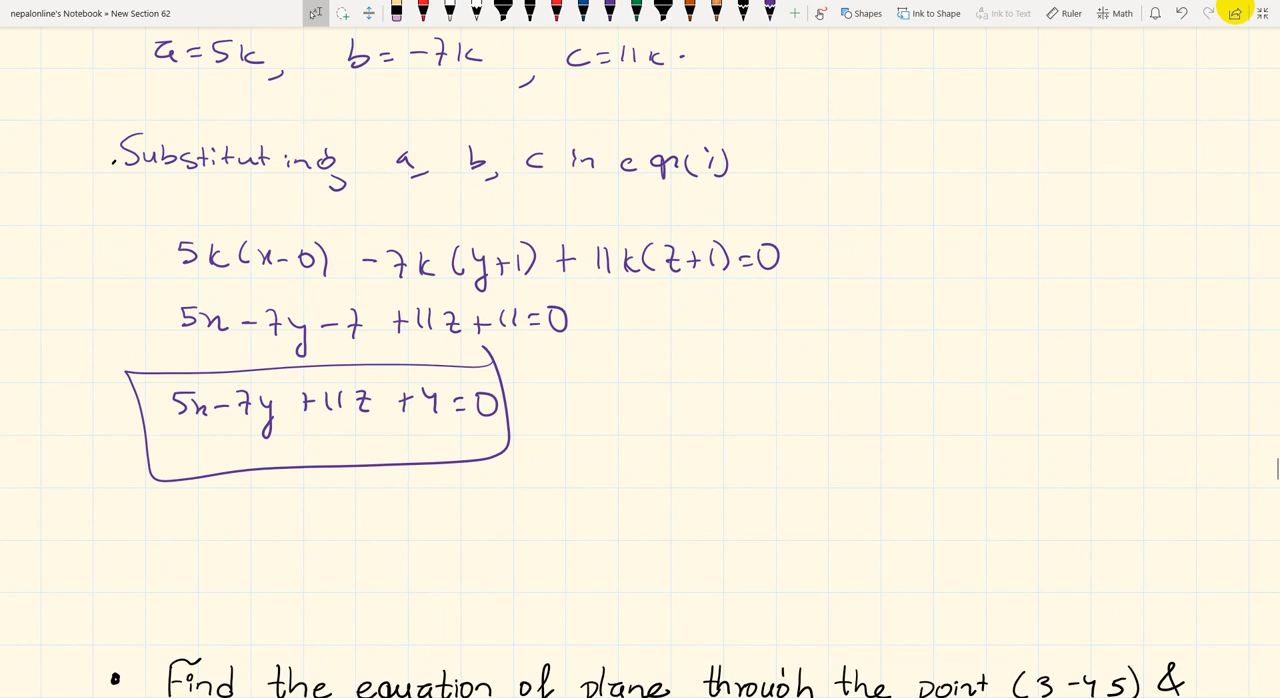 nepalonline's Notebook » New Section 62
Shapes Ink to Shape Ink to Text Ruler Math
a=5k, b=-7k, c=11k.
.Substituting a, b, c in eqn(i)
5k(x-0) -7k(y+1) + 11k(z+1)=0
5x-7y-7 +11z+11=0
5x-7y +11z +4=0
• Find the equation of plane through the point (3 -4 5) &